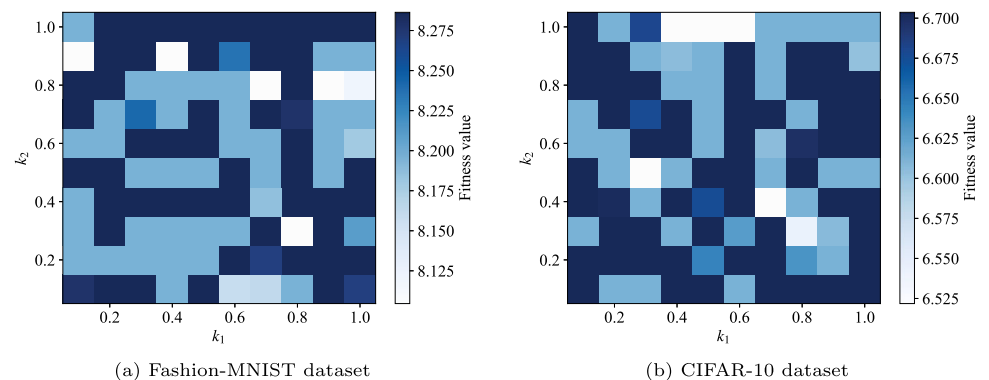 1.0
0.8
0.6
0.4
0.2
k2
0.2 0.4 0.6 0.8 1.0
k1
8.275
8.250
8.225
8.200
8.175
8.150
8.125
Fitness value
(a) Fashion-MNIST dataset
1.0
0.8
0.6
0.4
0.2
k2
0.2 0.4 0.6 0.8 1.0
k1
6.700
6.675
6.650
6.625
6.600
6.575
6.550
6.525
Fitness value
(b) CIFAR-10 dataset